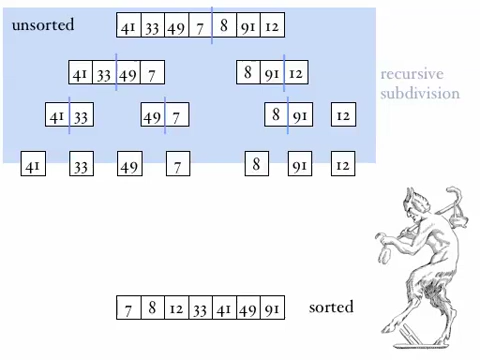 unsorted
41 33 49 7 8 91 12
41 33 49 7 8 91 12
recursive
subdivision
41 33 49 7 8 91 12
41 33 49 7 8 91 12
7 8 12 33 41 49 91 sorted